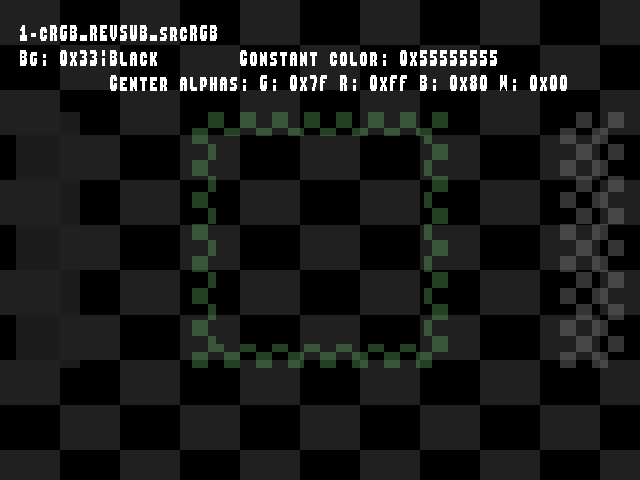 1-cRGB_REVSUB_srcRGB
Bg: 0x33¦Black Constant color: 0x55555555
Center alphas: G: 0x7f R: 0xff B: 0x80 W: 0x00